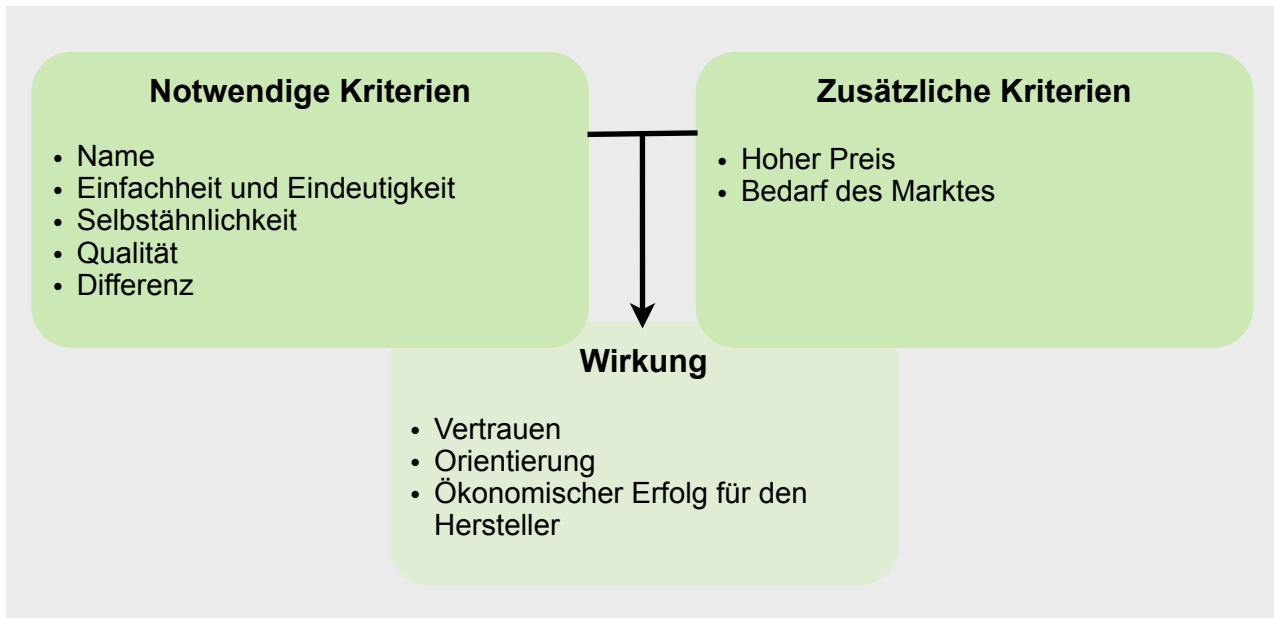 Notwendige Kriterien
• Name
• Einfachheit und Eindeutigkeit
• Selbstähnlichkeit
• Qualität
• Differenz
Zusätzliche Kriterien
• Hoher Preis
• Bedarf des Marktes
Wirkung
• Vertrauen
• Orientierung
• Ökonomischer Erfolg für den
Hersteller